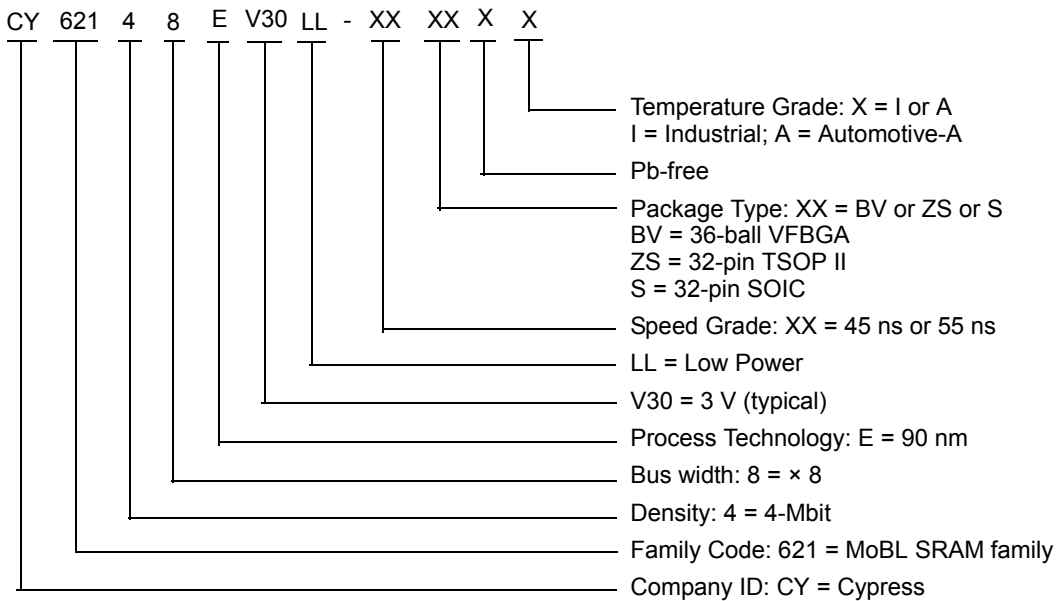 CY 621 4 8 E V30 LL - XX XX X X
Temperature Grade: X = I or A
I = Industrial; A = Automotive-A
Pb-free
Package Type: XX = BV or ZS or S
BV = 36-ball VFBGA
ZS = 32-pin TSOP II
S = 32-pin SOIC
Speed Grade: XX = 45 ns or 55 ns
LL = Low Power
V30 = 3 V (typical)
Process Technology: E = 90 nm
Bus width: 8 = × 8
Density: 4 = 4-Mbit
Family Code: 621 = MoBL SRAM family
Company ID: CY = Cypress